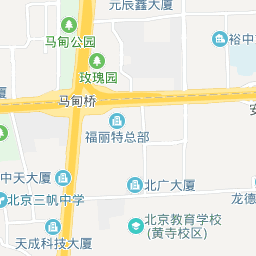 元辰鑫大厦
马甸公园
裕中
玫瑰园
马甸桥
安
福丽特总部
中天大厦
北广大厦
北京三帆中学
龙德
北京教育学校
(黄寺校区)
天成科技大厦